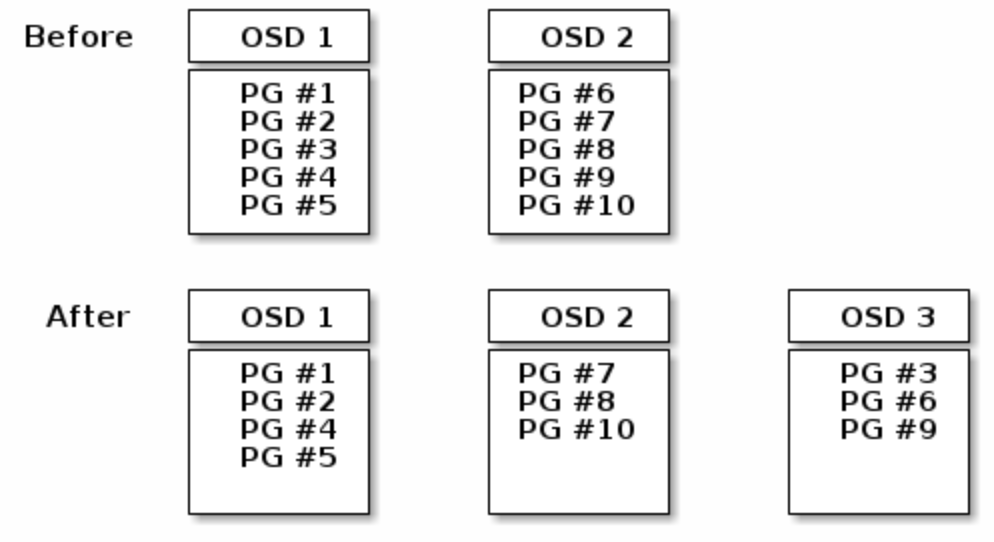 Before
OSD 1
OSD 2
PG #1
PG #2
PG #3
PG #4
PG #5
PG #6
PG #7
PG #8
PG #9
PG #10
After
OSD 1
OSD 2
OSD 3
PG #1
PG #2
PG #4
PG #5
PG #7
PG #8
PG #10
PG #3
PG #6
PG #9